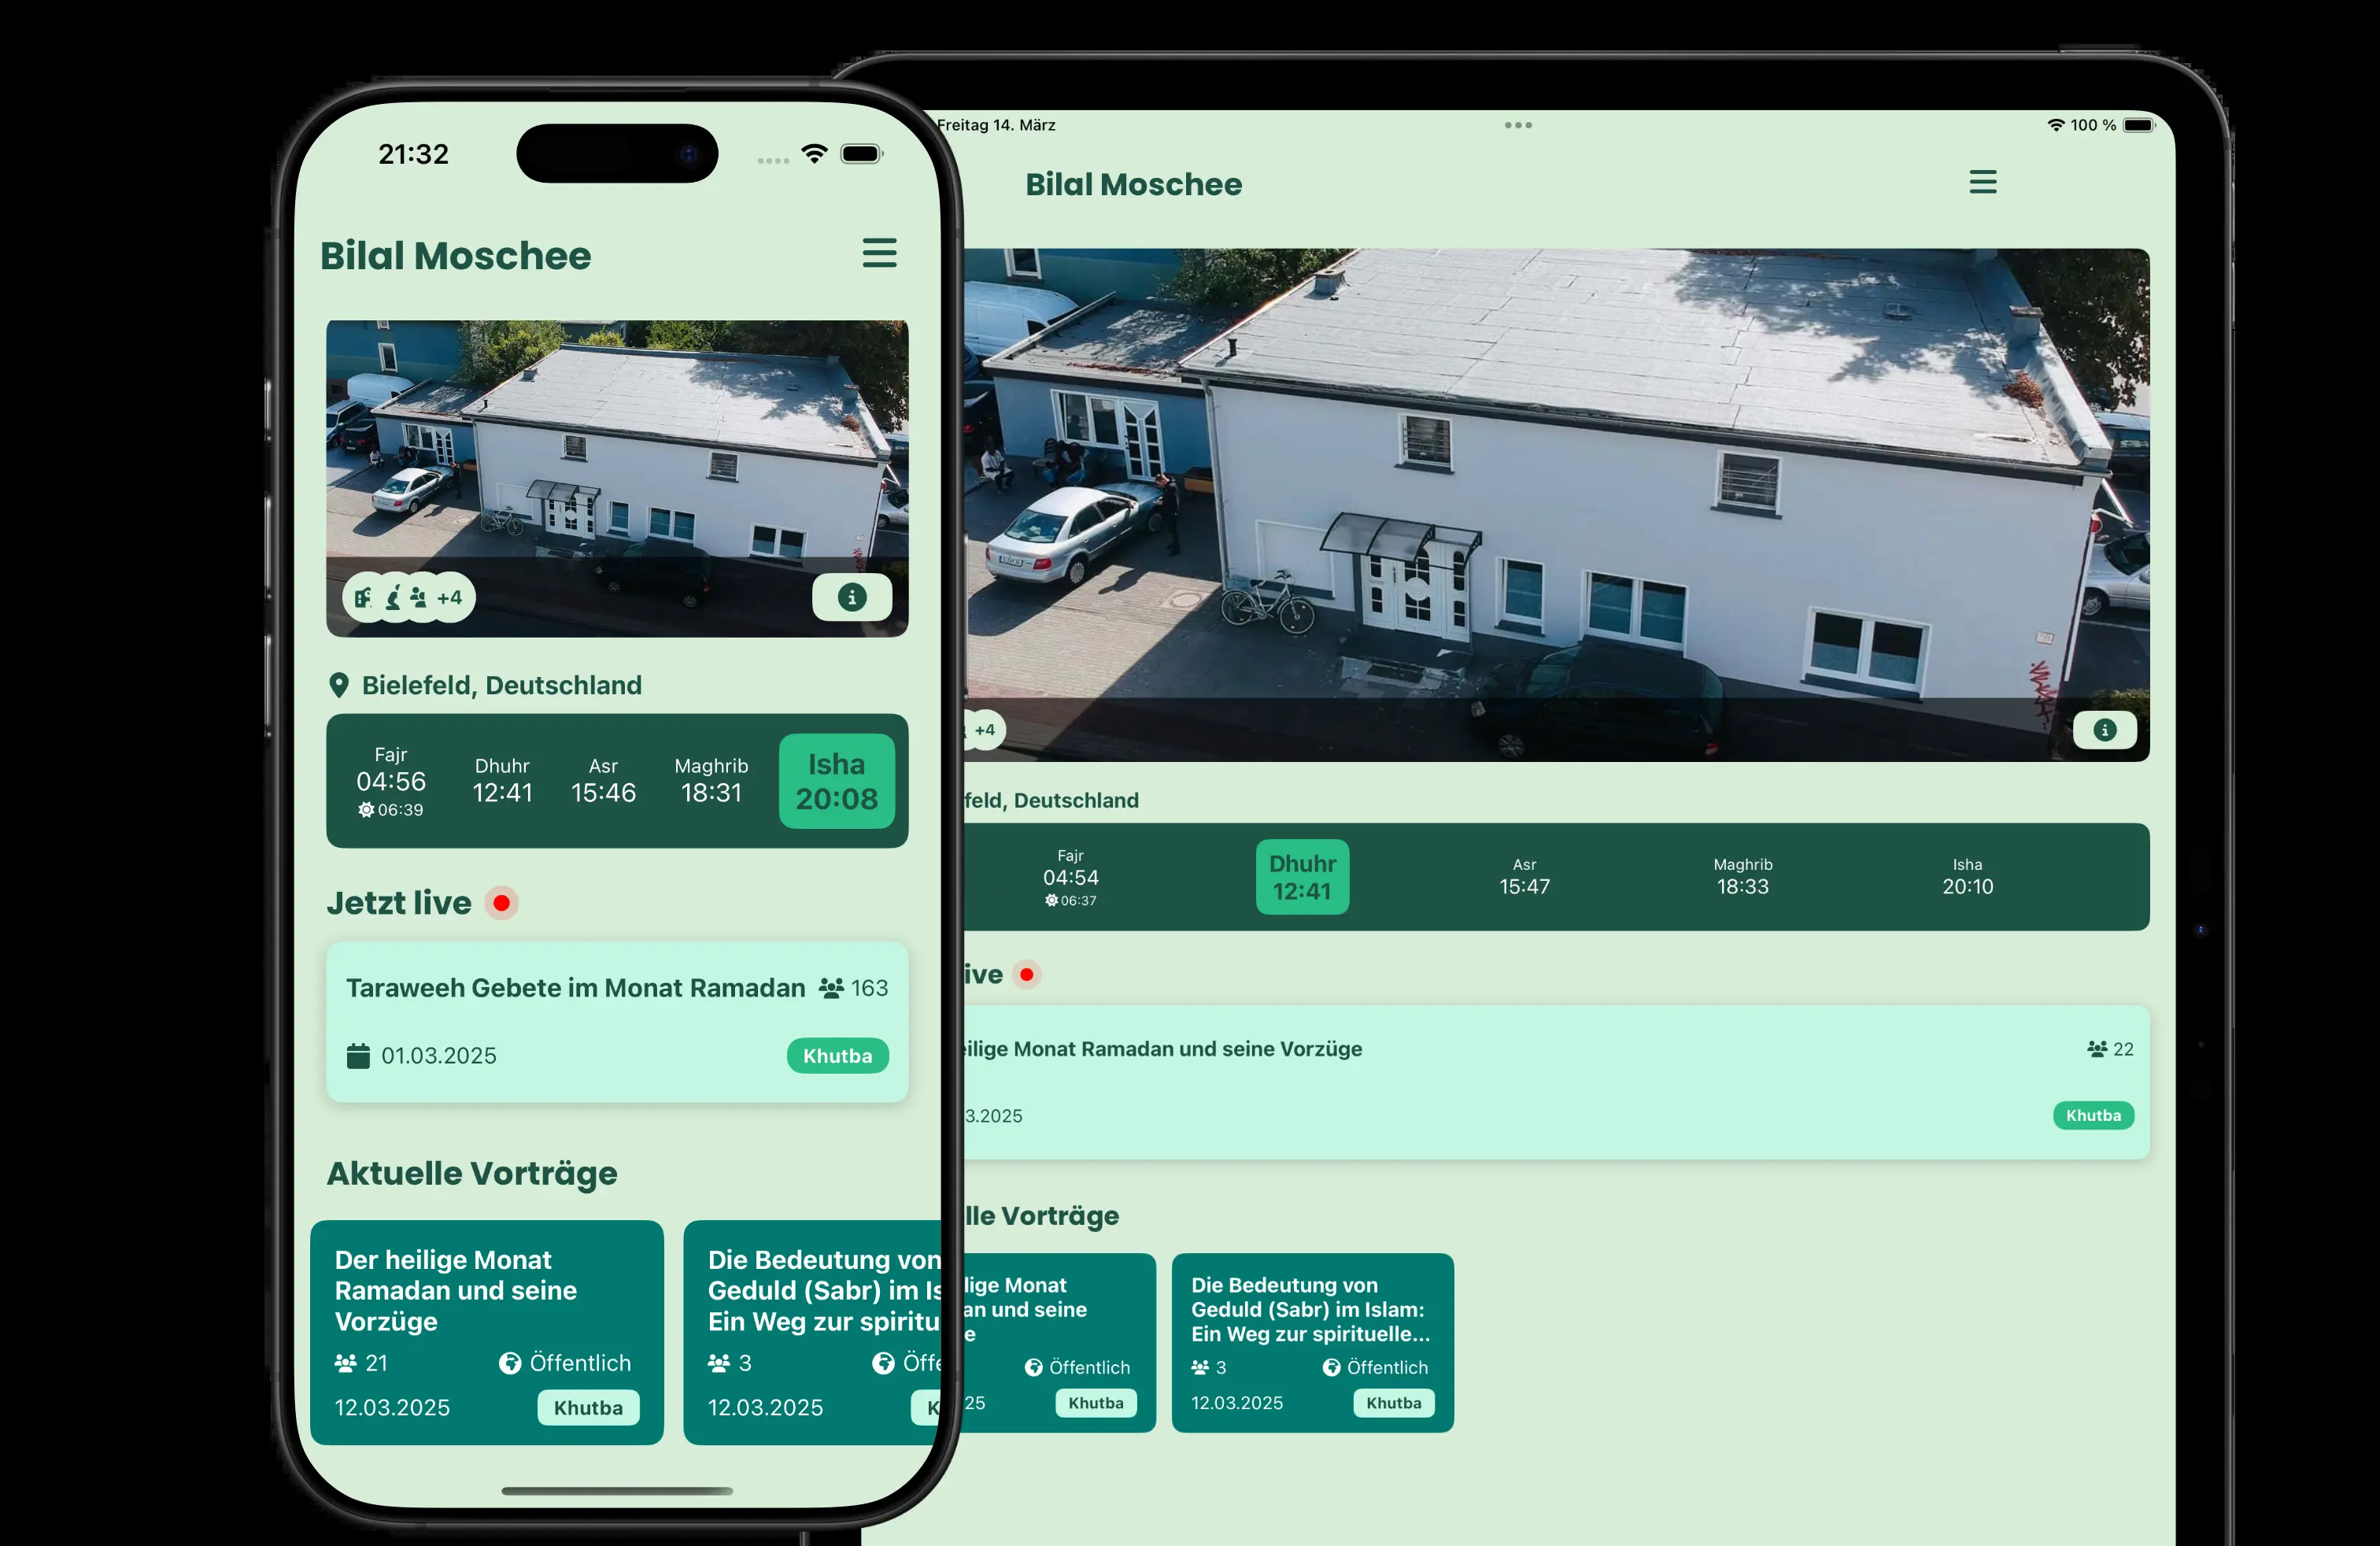 21:32
Bilal Moschee
+4
Bielefeld, Deutschland
Fajr
04:56
06:39
Dhuhr
12:41
Asr
15:46
Maghrib
18:31
Isha
20:08
Jetzt live
Taraweeh Gebete im Monat Ramadan 163
01.03.2025 Khutba
Aktuelle Vorträge
Der heilige Monat
Ramadan und seine
Vorzüge
21 Öffentlich
12.03.2025 Khutba
Die Bedeutung von
Geduld (Sabr) im Is
Ein Weg zur spiritu
3 Öffe
12.03.2025 K
Freitag 14. März
100 %
Bilal Moschee
+4
feld, Deutschland
Fajr
04:54
06:37
Dhuhr
12:41
Asr
15:47
Maghrib
18:33
Isha
20:10
ive
eilige Monat Ramadan und seine Vorzüge 22
3.2025 Khutba
lle Vorträge
lige Monat
an und seine
e
Öffentlich
25 Khutba
Die Bedeutung von
Geduld (Sabr) im Islam:
Ein Weg zur spirituelle...
3 Öffentlich
12.03.2025 Khutba